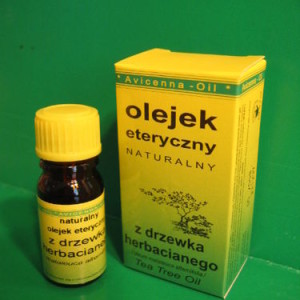 • Avicenna - Oil •
olejek
eteryczny
NATURALNY
z drzewka
herbacianego
Tea Tree Oil
naturalny
olejek eteryczny
z drzewka
herbacianego